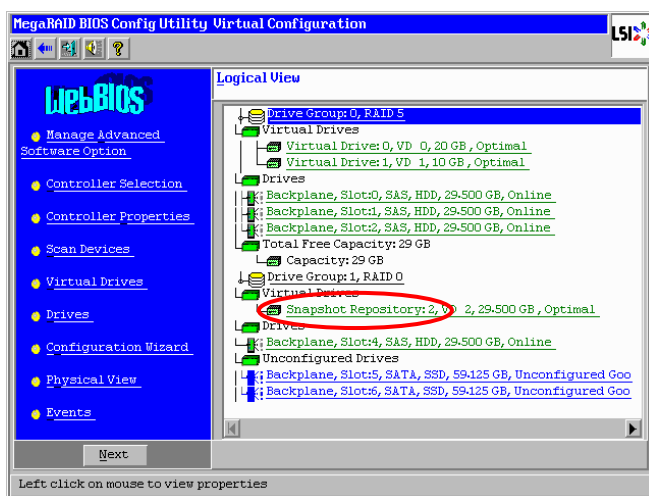 MegaRAID BIOS Config Utility Virtual Configuration
LSI
WebBIOS
Manage Advanced
Software Option
Controller Selection
Controller Properties
Scan Devices
Virtual Drives
Drives
Configuration Wizard
Physical View
Events
Next
Logical View
Drive Group: 0, RAID 5
Virtual Drives
Virtual Drive: 0, VD 0, 20 GB, Optimal
Virtual Drive: 1, VD 1, 10 GB, Optimal
Drives
Backplane, Slot:0, SAS, HDD, 29.500 GB, Online
Backplane, Slot:1, SAS, HDD, 29.500 GB, Online
Backplane, Slot:2, SAS, HDD, 29.500 GB, Online
Total Free Capacity: 29 GB
Capacity: 29 GB
Drive Group: 1, RAID 0
Virtual Drives
Snapshot Repository: 2, VD 2, 29.500 GB, Optimal
Drives
Backplane, Slot:4, SAS, HDD, 29.500 GB, Online
Unconfigured Drives
Backplane, Slot:5, SATA, SSD, 59.125 GB, Unconfigured Goo
Backplane, Slot:6, SATA, SSD, 59.125 GB, Unconfigured Goo
Left click on mouse to view properties